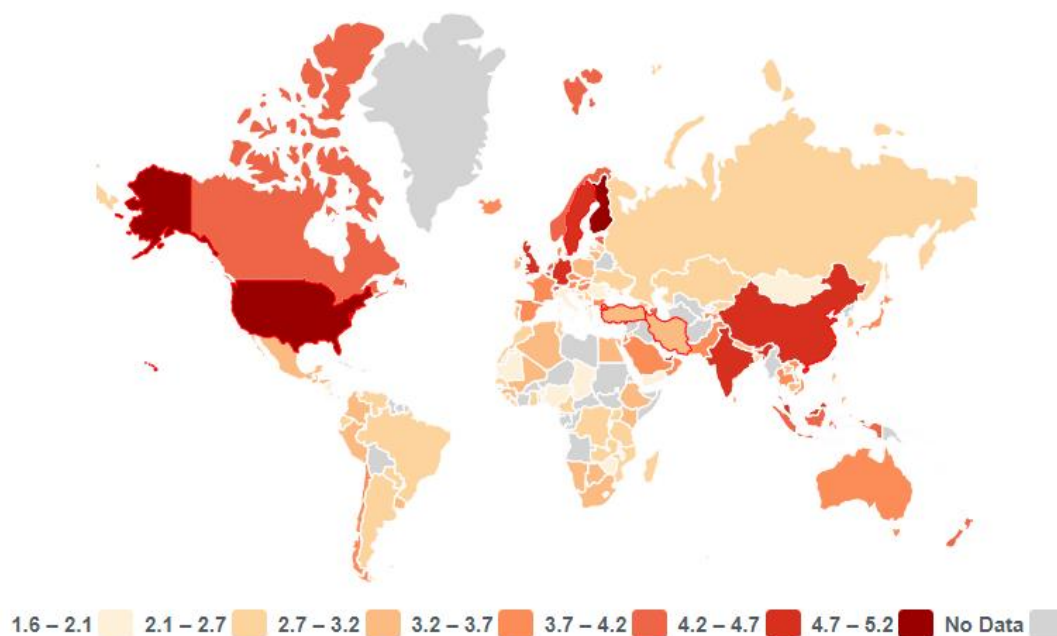 1.6 – 2.1 2.1 – 2.7 2.7 – 3.2 3.2 – 3.7 3.7 – 4.2 4.2 – 4.7 4.7 – 5.2 No Data